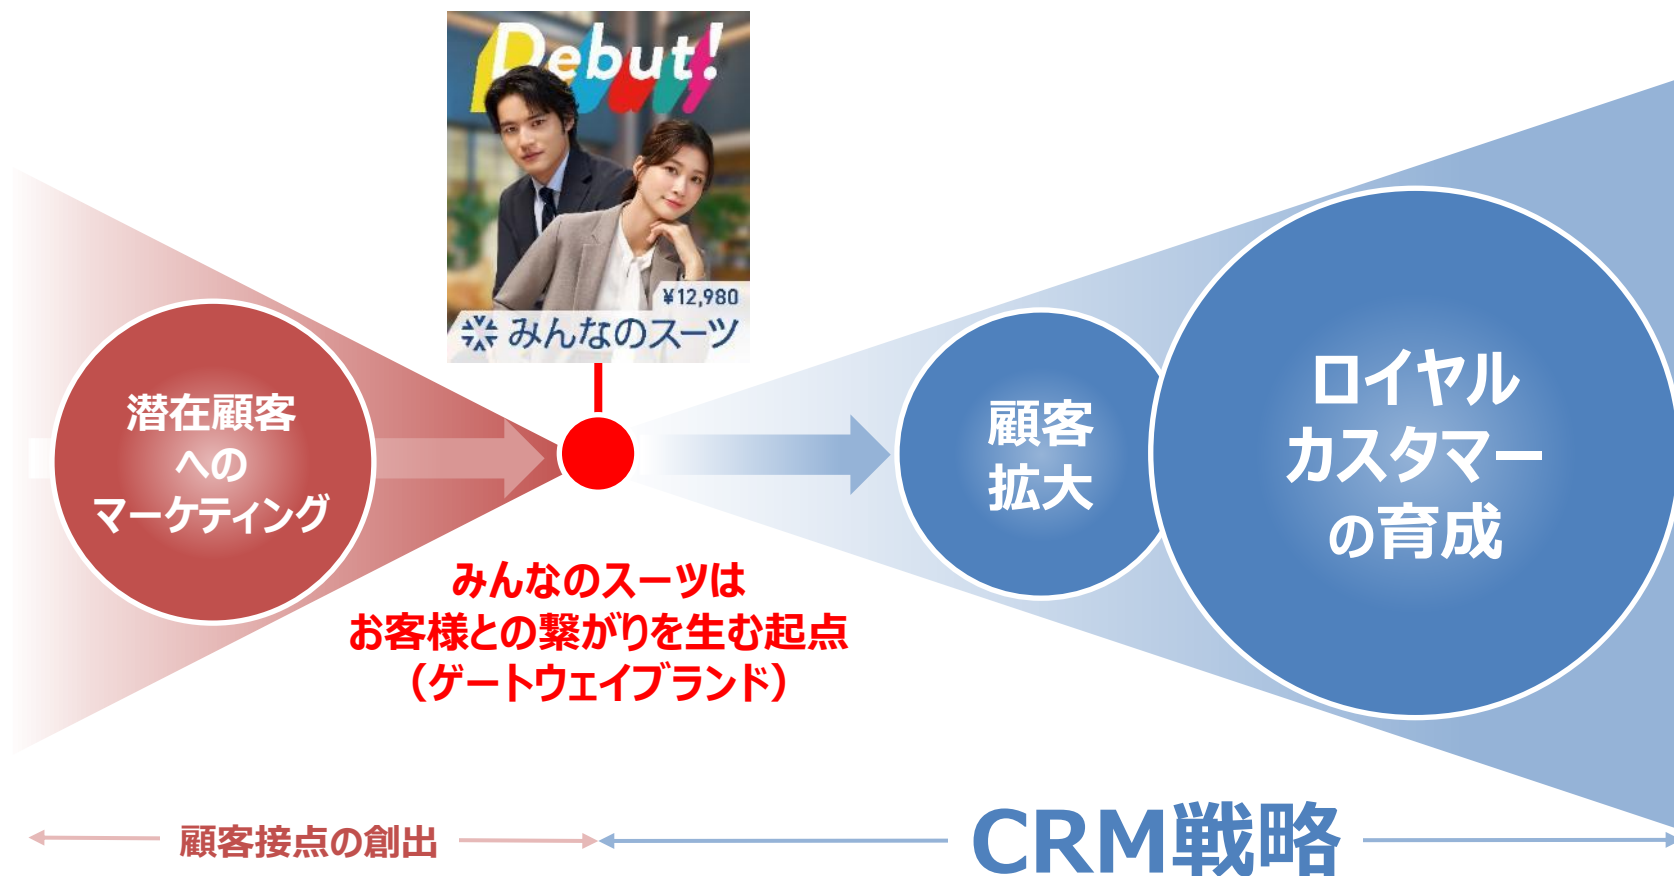 Debut!
¥12,980
みんなのスーツ
潜在顧客
への
マーケティング
みんなのスーツは
お客様との繋がりを生む起点
（ゲートウェイブランド）
顧客
拡大
ロイヤル
カスタマー
の育成
顧客接点の創出
CRM戦略